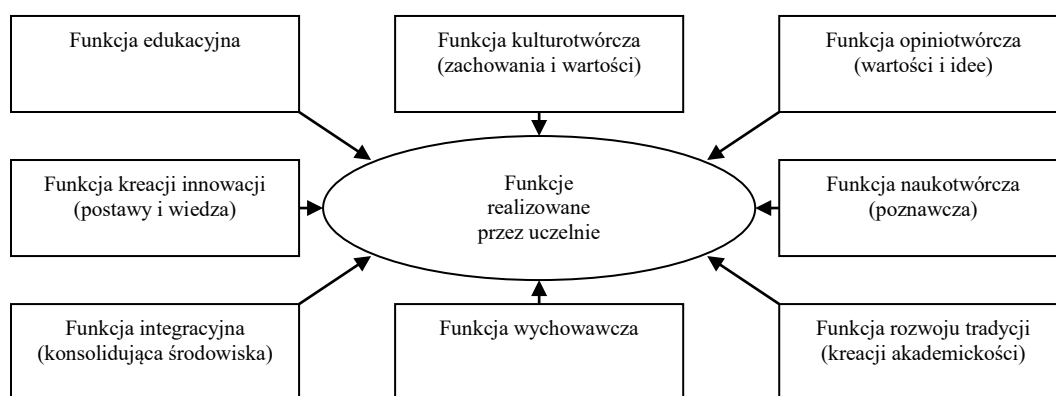 Funkcja edukacyjna
Funkcja kulturotwórcza
(zachowania i wartości)
Funkcja opiniotwórcza
(wartości i idee)
Funkcja kreacji innowacji
(postawy i wiedza)
Funkcje
realizowane
przez uczelnie
Funkcja naukotwórcza
(poznawcza)
Funkcja integracyjna
(konsolidująca środowiska)
Funkcja wychowawcza
Funkcja rozwoju tradycji
(kreacji akademickości)